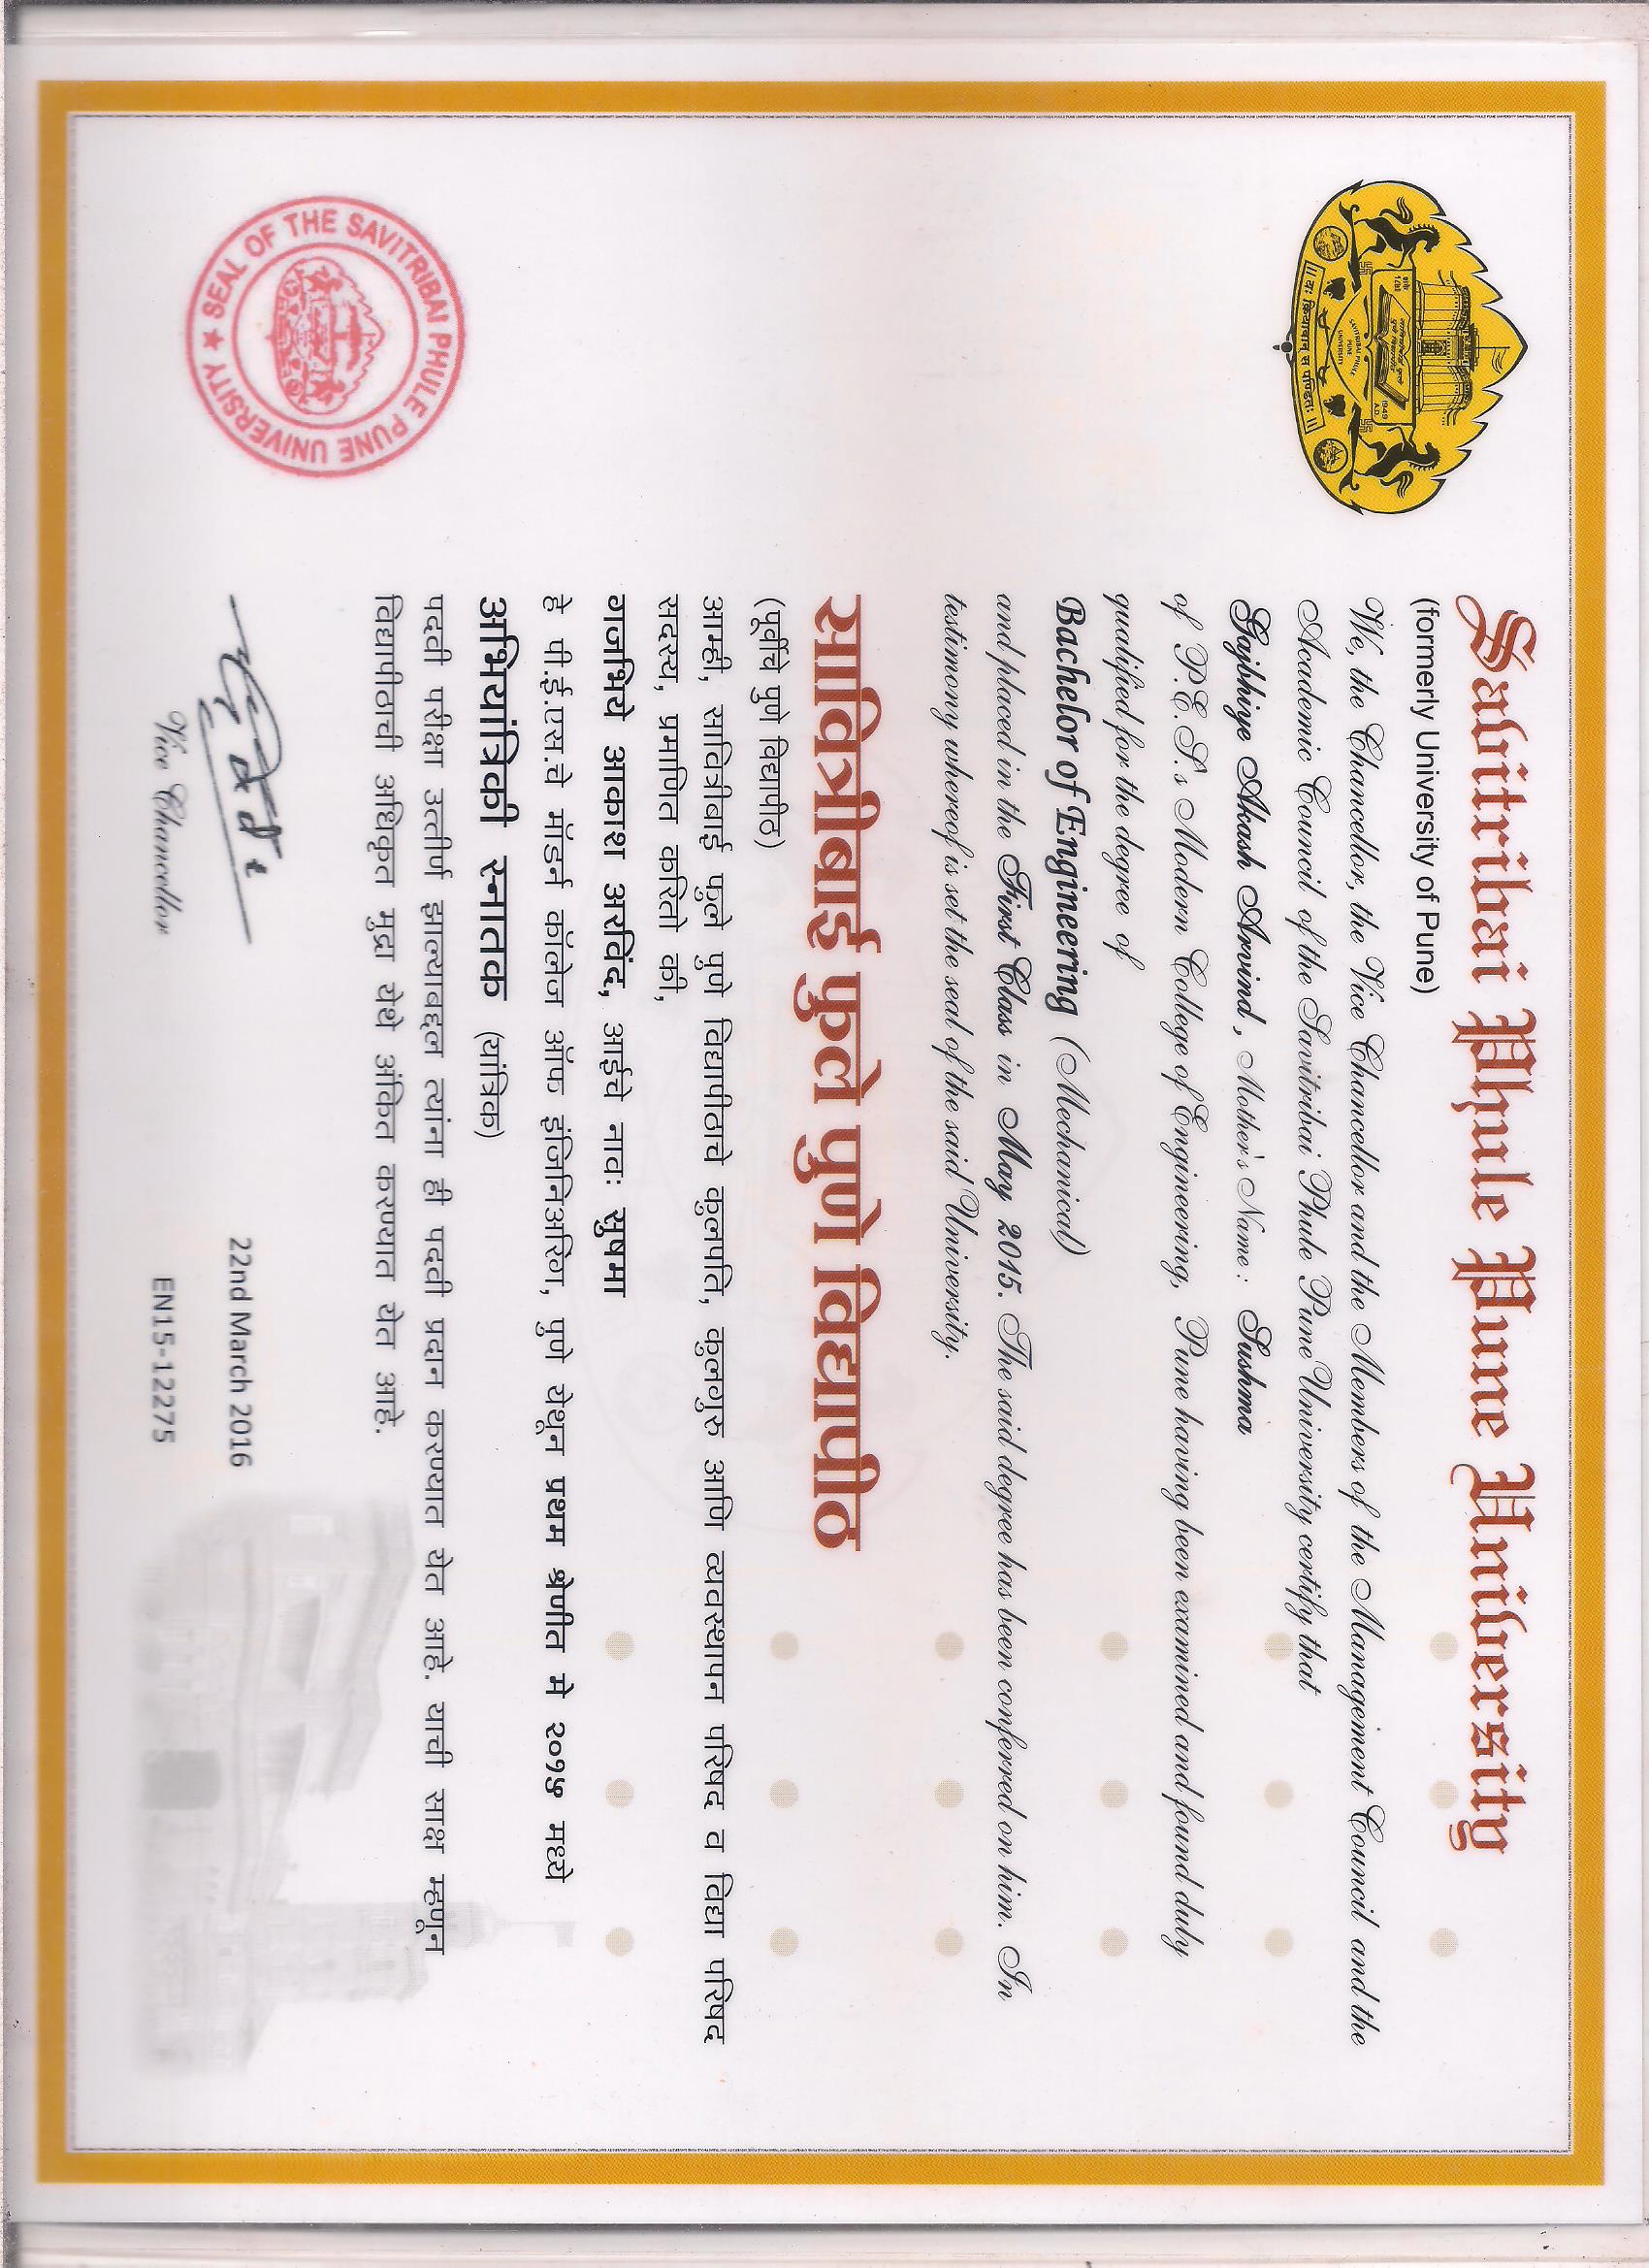 Savitribai Phule Pune University
(formerly University of Pune)
We, the Chancellor, the Vice Chancellor and the Members of the Management Council and the
Academic Council of the Savitribai Phule Pune University certify that
Gajbhiye Akash Arvind, Mother's Name: Sushma
of P.E.S.'s Modern College of Engineering, Pune having been examined and found duly
qualified for the degree of
Bachelor of Engineering (Mechanical)
and placed in the First Class in May 2015. The said degree has been conferred on him. In
testimony whereof is set the seal of the said University.
सावित्रीबाई फुले पुणे विद्यापीठ
(पूर्वीचे पुणे विद्यापीठ)
आम्ही, सावित्रीबाई फुले पुणे विद्यापीठाचे कुलपति, कुलगुरु आणि व्यवस्थापन परिषद व विद्या परिषद
सदस्य, प्रमाणित करितो की,
गजभिये आकाश अरविंद, आईचे नावः सुषमा
हे पी.ई.एस.चे मॉडर्न कॉलेज ऑफ इंजिनिअरिंग, पुणे येथून प्रथम श्रेणीत मे २०१५ मध्ये
अभियांत्रिकी स्नातक (यांत्रिक)
पदवी परीक्षा उत्तीर्ण झाल्याबद्दल त्यांना ही पदवी प्रदान करण्यात येत आहे. याची साक्ष म्हणून
विद्यापीठाची अधिकृत मुद्रा येथे अंकित करण्यात येत आहे.
शके
१८७१
सावित्रीबाई फुले
पुणे विद्यापीठ
1949
A.D.
SAVITRIBAI PHULE
PUNE
UNIVERSITY
।। यः क्रियावान् स पण्डितः ।।
SEAL OF THE SAVITRIBAI PHULE PUNE UNIVERSITY
Vice Chancellor
22nd March 2016
EN15-12275